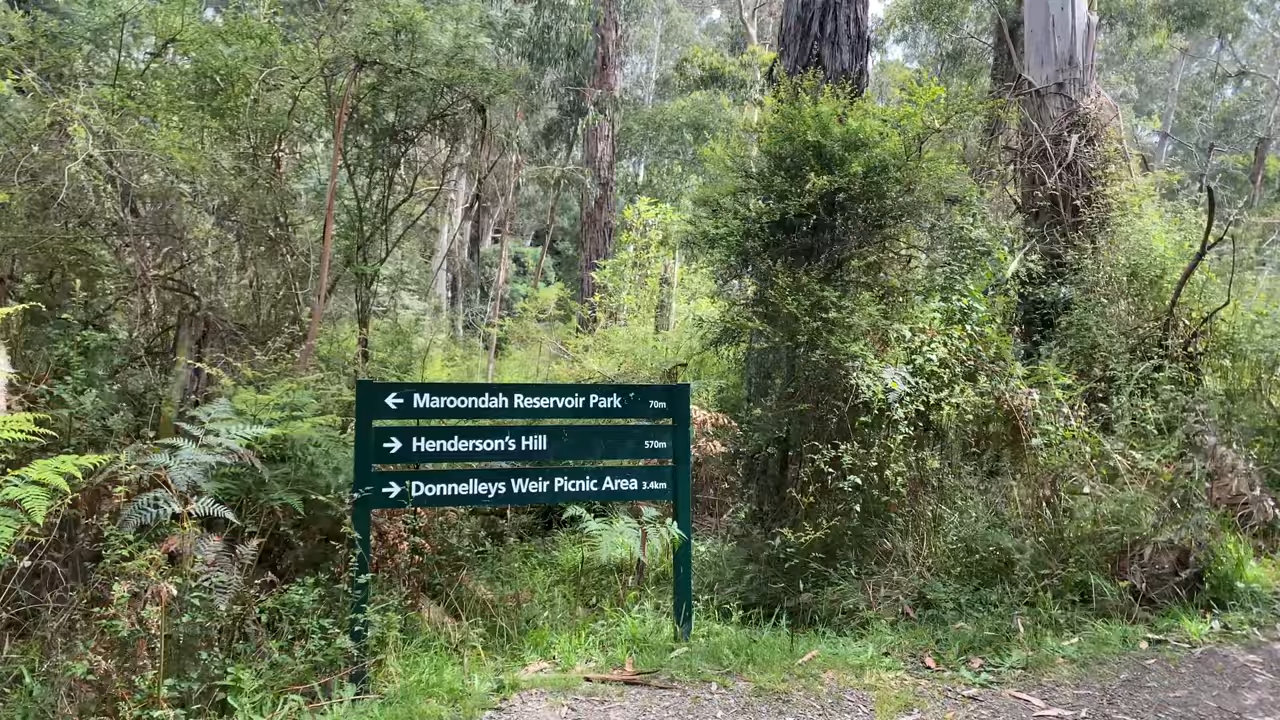 ← Maroondah Reservoir Park 70m
→ Henderson's Hill 570m
→ Donnelleys Weir Picnic Area 3.4km